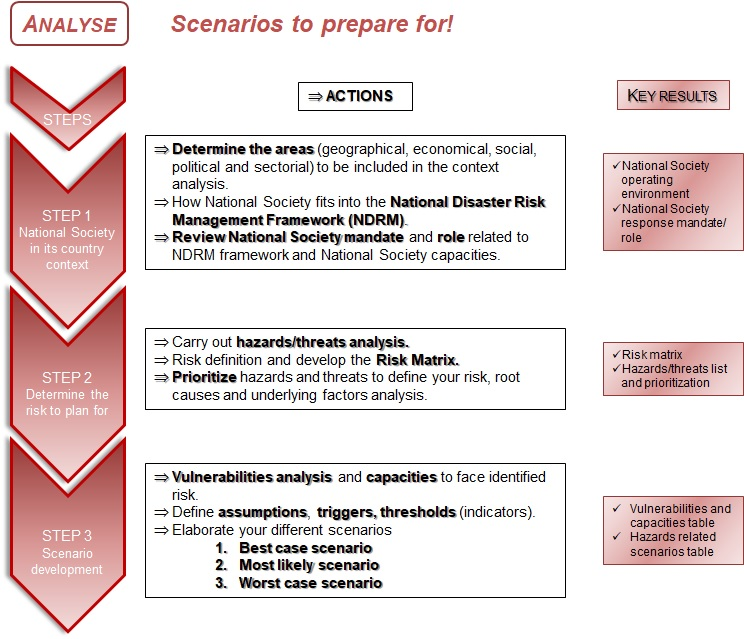 ANALYSE
Scenarios to prepare for!
STEPS
⇒ ACTIONS
KEY RESULTS
STEP 1
National Society
in its country
context
⇒ Determine the areas (geographical, economical, social,
political and sectorial) to be included in the context
analysis.
⇒ How National Society fits into the National Disaster Risk
Management Framework (NDRM).
⇒ Review National Society mandate and role related to
NDRM framework and National Society capacities.
✓ National Society
operating
environment
✓ National Society
response mandate/
role
STEP 2
Determine the
risk to plan for
⇒ Carry out hazards/threats analysis.
⇒ Risk definition and develop the Risk Matrix.
⇒ Prioritize hazards and threats to define your risk, root
causes and underlying factors analysis.
✓ Risk matrix
✓ Hazards/threats list
and prioritization
STEP 3
Scenario
development
⇒ Vulnerabilities analysis and capacities to face identified
risk.
⇒ Define assumptions, triggers, thresholds (indicators).
⇒ Elaborate your different scenarios
1. Best case scenario
2. Most likely scenario
3. Worst case scenario
✓ Vulnerabilities and
capacities table
✓ Hazards related
scenarios table